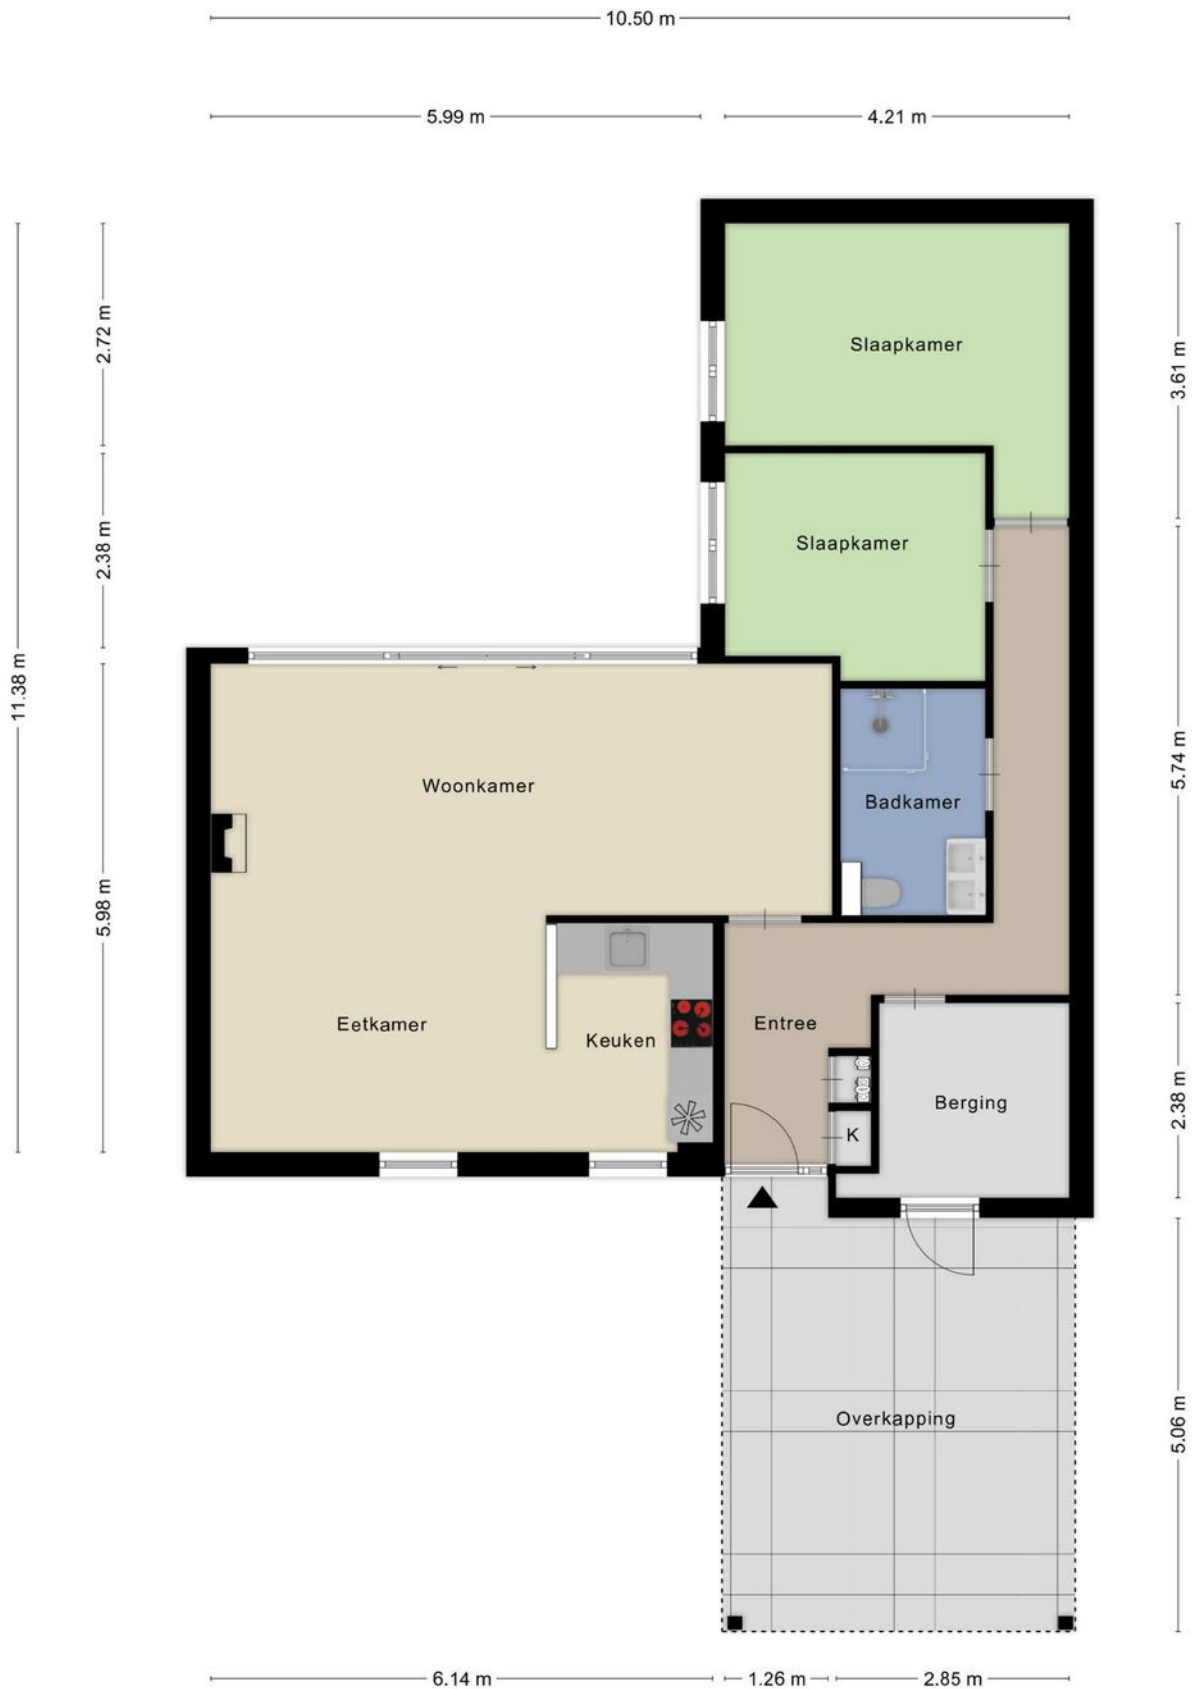 10.50 m
5.99 m
4.21 m
2.72 m
3.61 m
Slaapkamer
2.38 m
Slaapkamer
11.38 m
5.74 m
Woonkamer
Badkamer
5.98 m
Eetkamer
Keuken
Entree
2.38 m
Berging
K
5.06 m
Overkapping
6.14 m
1.26 m
2.85 m